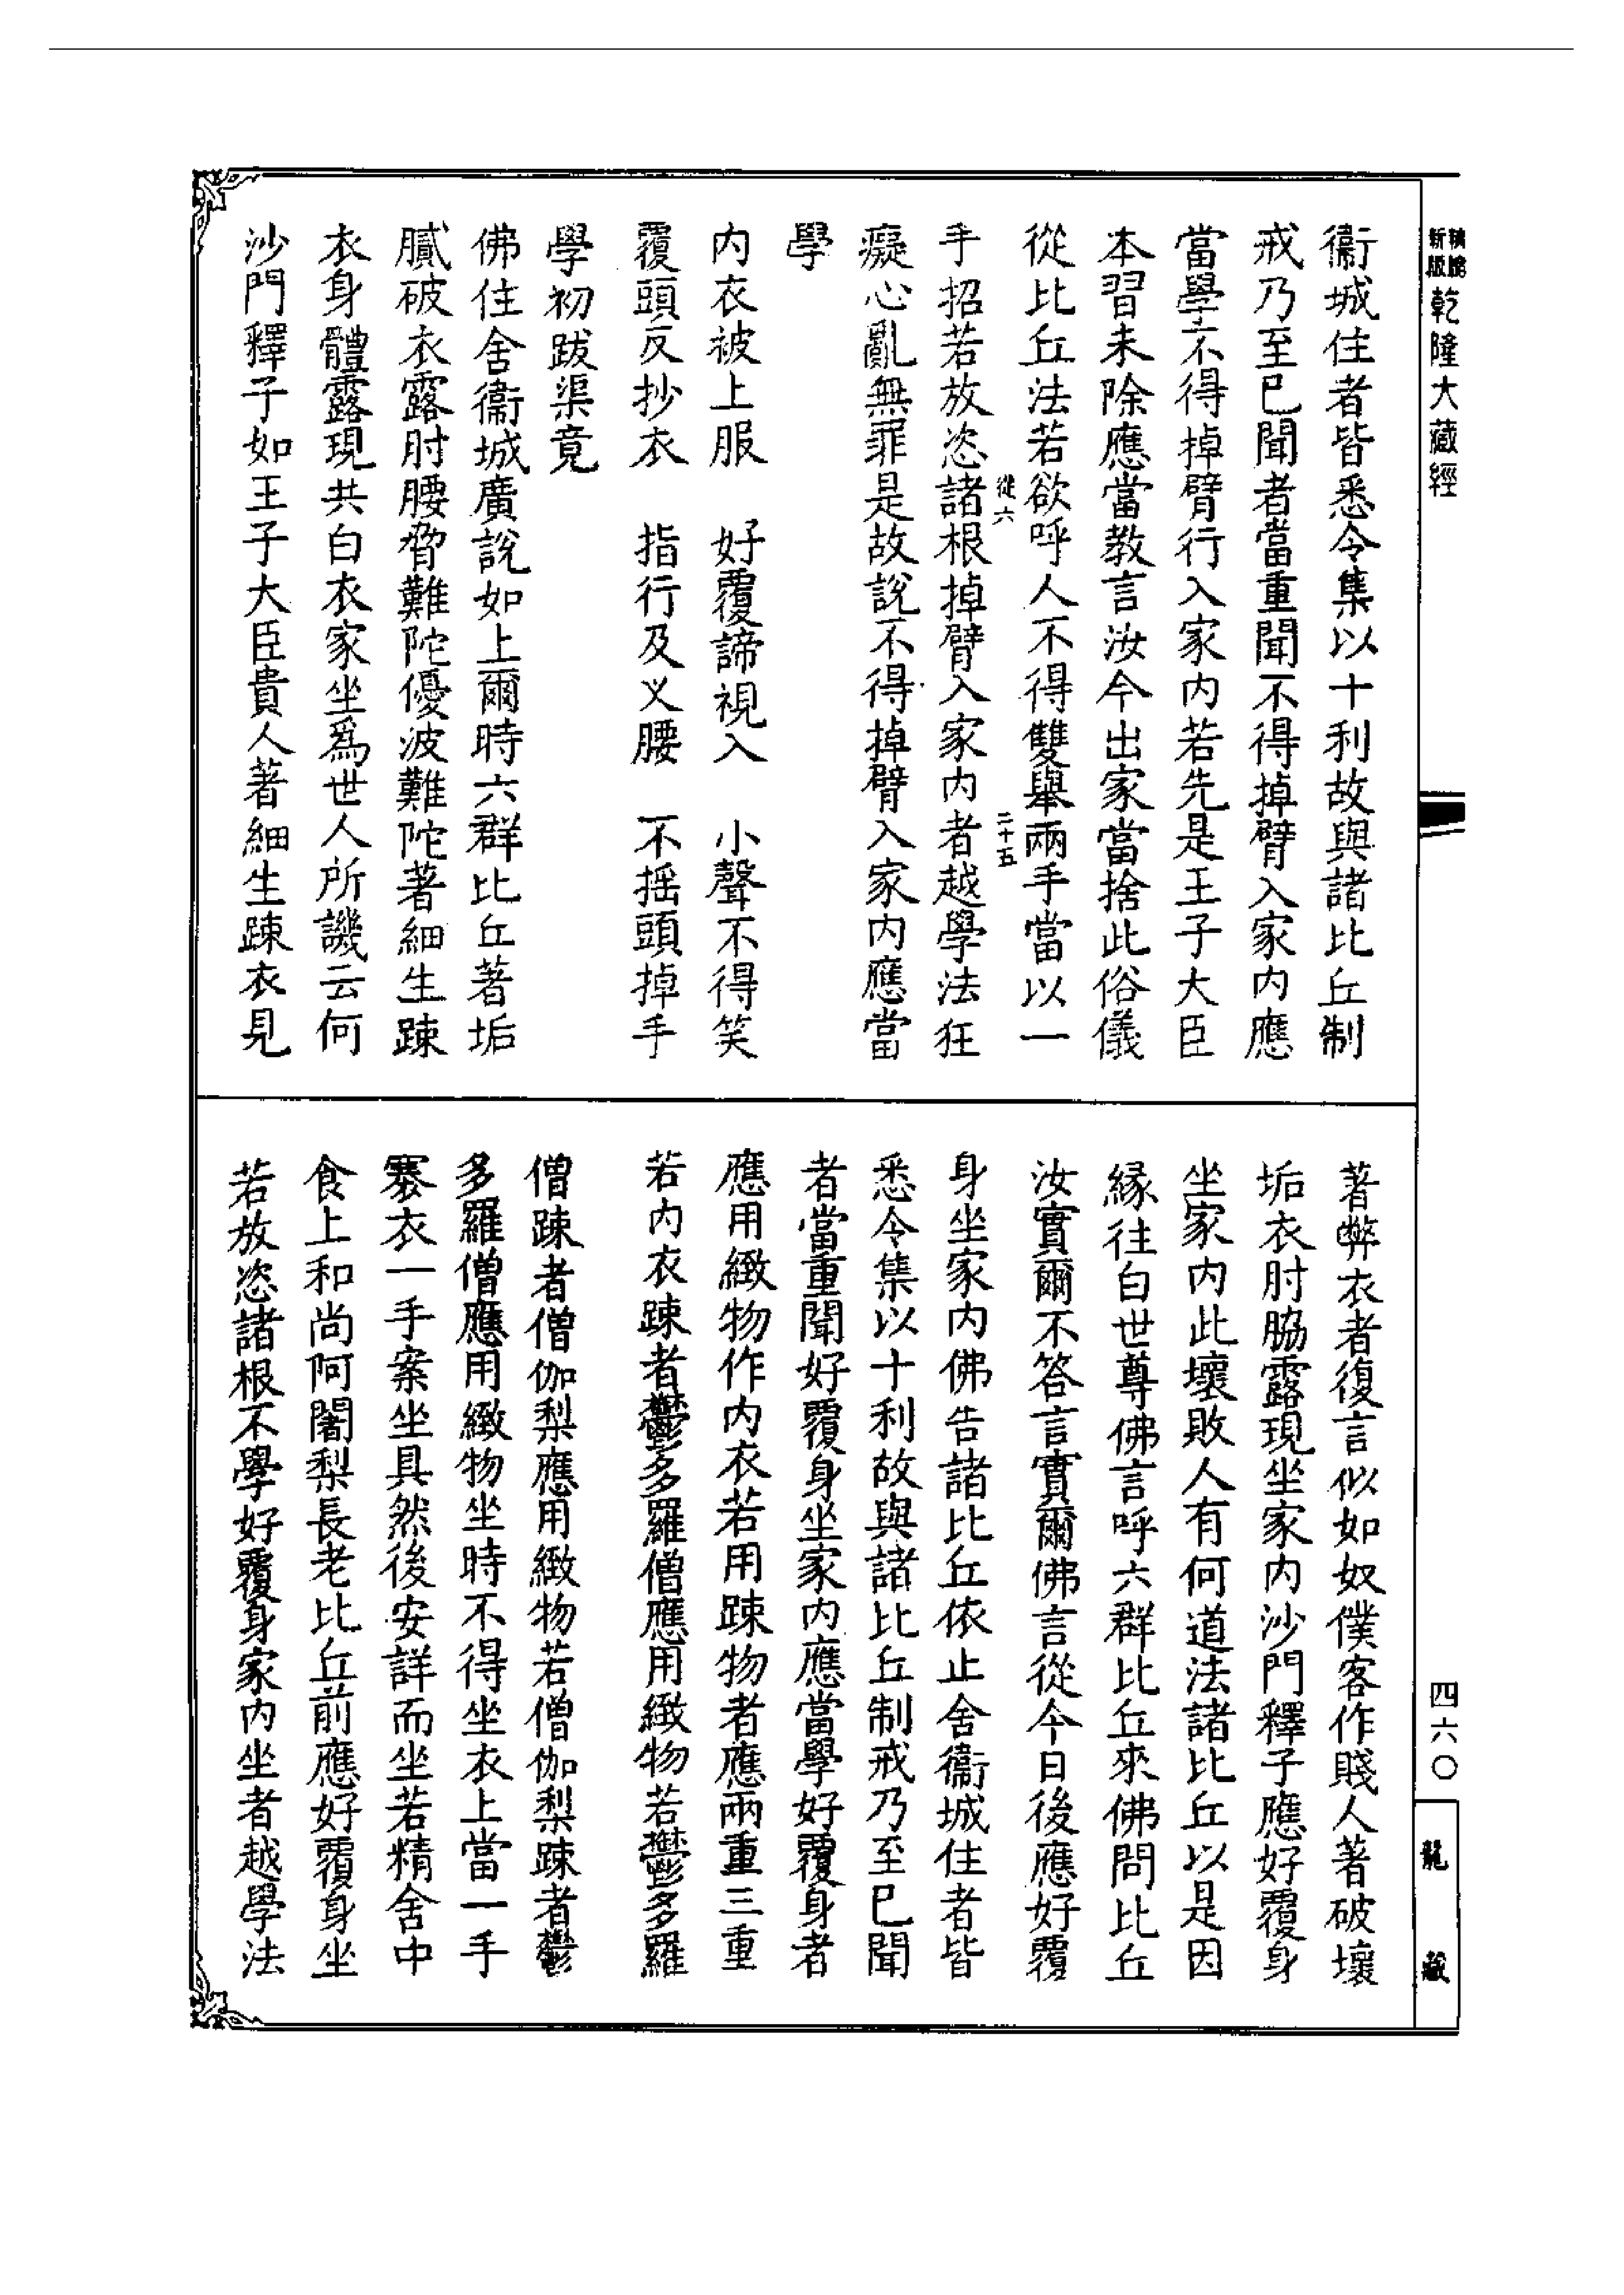 新版
乾隆大藏經
衞城住者皆悉令集以十利故與諸比丘制
戒乃至已聞者當重聞不得掉臂入家內應
當學不得掉臂行入家內若先是王子大臣
本習未除應當教言汝今出家當捨此俗儀
從比丘法若欲呼人不得雙舉兩手當以一
從六
二十五
手招若放恣諸根掉臂入家內者越學法狂
癡心亂無罪是故說不得掉臂入家內應當
學
內衣被上服 好覆諦視入 小聲不得笑
覆頭反抄衣 指行及叉腰 不搖頭掉手
學初跋渠竟
佛住舍衞城廣說如上爾時六群比丘著垢
膩破衣露肘腰脅難陀優波難陀著細生踈
衣身體露現共白衣家坐爲世人所譏云何
沙門釋子如王子大臣貴人著細生踈衣見
著弊衣者復言似如奴僕客作賤人著破壞
垢衣肘脇露現坐家內沙門釋子應好覆身
坐家內此壞敗人有何道法諸比丘以是因
緣往白世尊佛言呼六群比丘來佛問比丘
汝實爾不答言實爾佛言從今日後應好覆
身坐家內佛告諸比丘依止舍衞城住者皆
悉令集以十利故與諸比丘制戒乃至已聞
者當重聞好覆身坐家內應當學好覆身者
應用緻物作內衣若用踈物者應兩重三重
若內衣踈者鬱多羅僧應用緻物若鬱多羅
僧踈者僧伽梨應用緻物若僧伽梨踈者鬱
多羅僧應用緻物坐時不得坐衣上當一手
褰衣一手案坐具然後安詳而坐若精舍中
食上和尚阿闍梨長老比丘前應好覆身坐
若放恣諸根不學好覆身家內坐者越學法
四六〇
龍藏